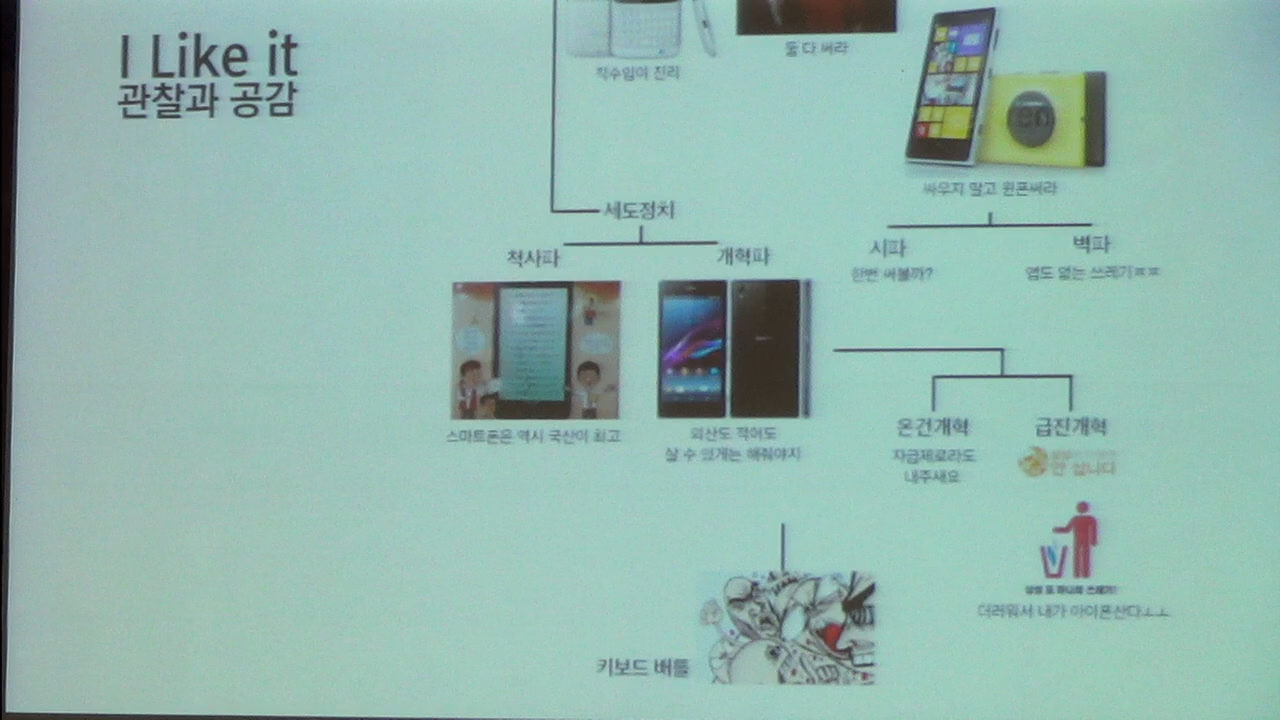 I Like it
관찰과 공감
직수입이 진리
둘 다 써라
싸우지 말고 윈폰써라
세도정치
척사파
개혁파
시파
벽파
한번 써볼까?
앱도 없는 쓰레기ㅉㅉ
스마트폰은 역시 국산이 최고
외산도 적어도
살 수 있게는 해줘야지
온건개혁
급진개혁
자급제로라도
내주세요
안 삽니다
더러워서 내가 아이폰산다ㅗㅗ
키보드 배틀